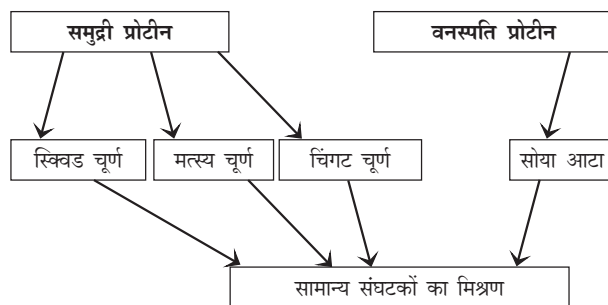 समुद्री प्रोटीन
वनस्पति प्रोटीन
स्क्विड चूर्ण
मत्स्य चूर्ण
चिंगट चूर्ण
सोया आटा
सामान्य संघटकों का मिश्रण